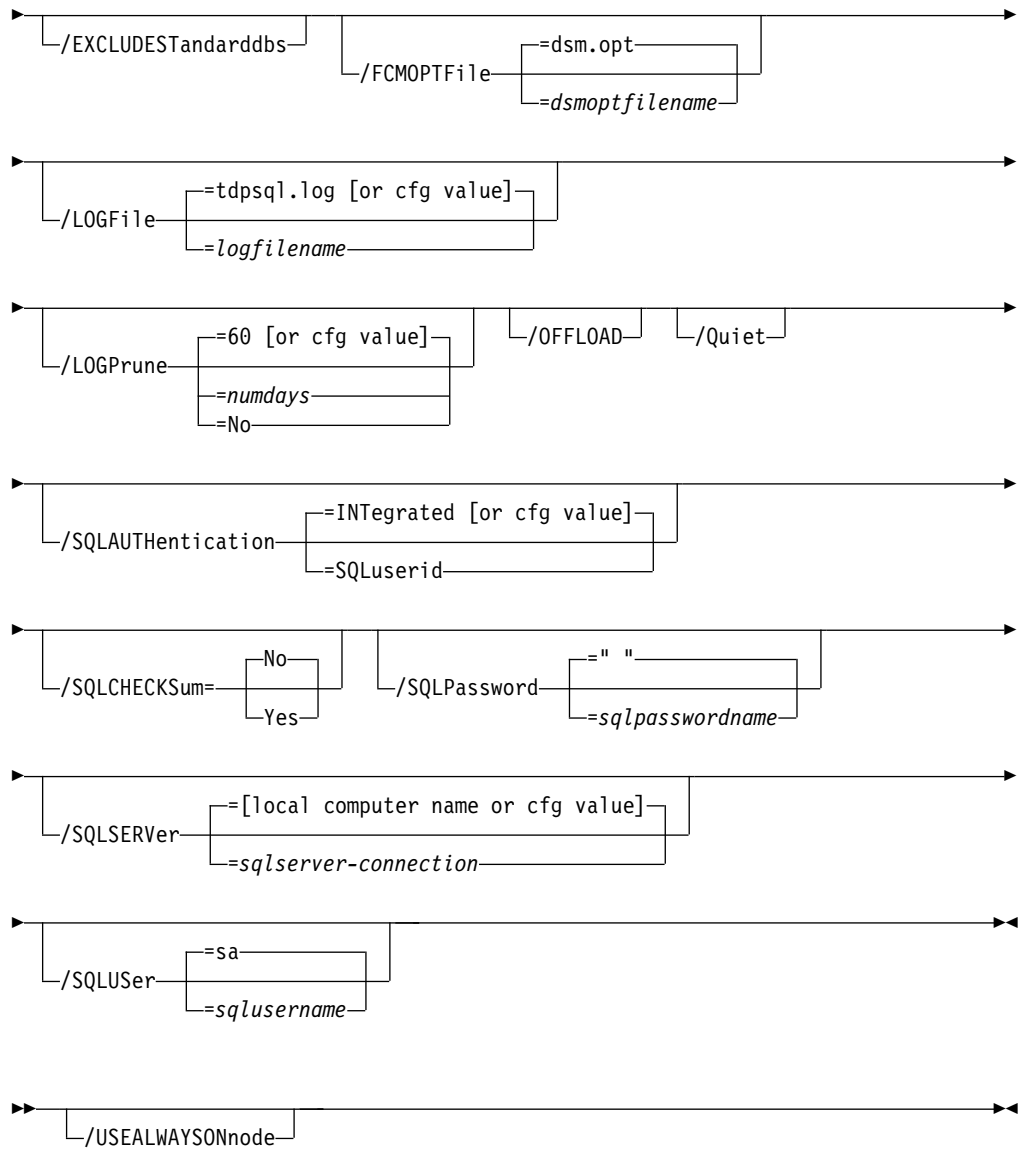 /EXCLUDESTandarddbs
/FCMOPTFile
=dsm.opt
=dsmoptfilename
/LOGFile
=tdpsql.log [or cfg value]
=logfilename
/LOGPrune
=60 [or cfg value]
=numdays
=No
/OFFLOAD
/Quiet
/SQLAUTHentication
=INTegrated [or cfg value]
=SQLuserid
/SQLCHECKSum=
No
Yes
/SQLPassword
=" "
=sqlpasswordname
/SQLSERVer
=[local computer name or cfg value]
=sqlserver-connection
/SQLUSer
=sa
=sqlusername
/USEALWAYSONnode